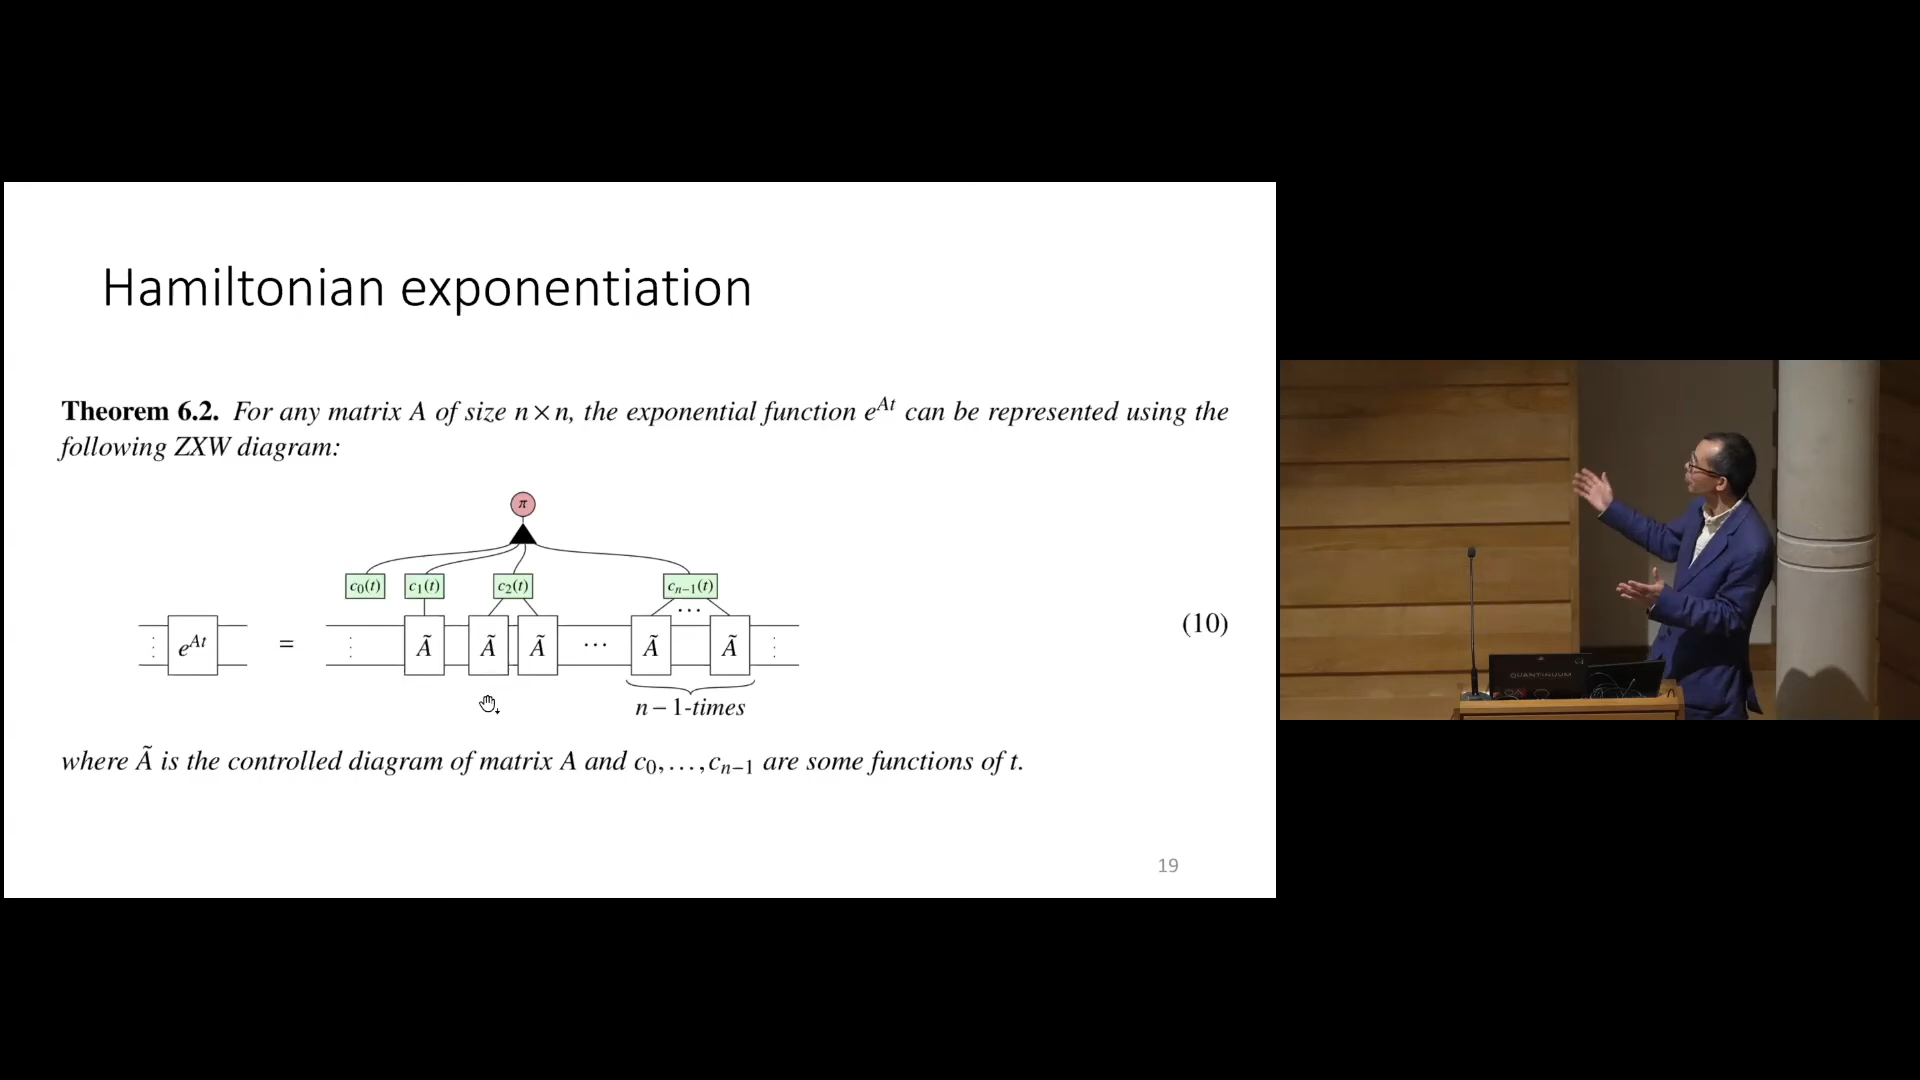 Hamiltonian exponentiation
Theorem 6.2. For any matrix A of size n × n, the exponential function e^{At} can be represented using the
following ZXW diagram:
π
c₀(t) c₁(t) c₂(t) cₙ₋₁(t)
...
e^{At} = Ã Ã Ã ... Ã Ã
(10)
n − 1-times
where Ã is the controlled diagram of matrix A and c₀,...,cₙ₋₁ are some functions of t.
19
QUANTINUUM